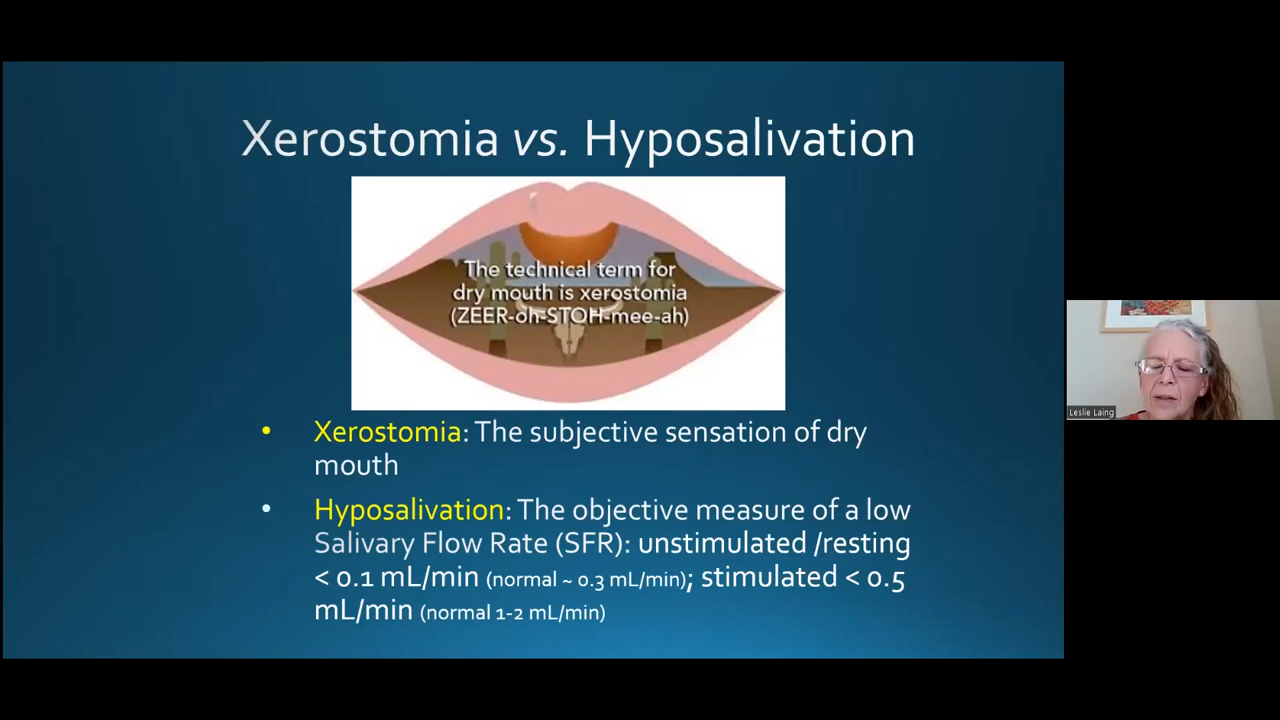 Xerostomia vs. Hyposalivation
The technical term for
dry mouth is xerostomia
(ZEER-oh-STOH-mee-ah)
• Xerostomia: The subjective sensation of dry
mouth
• Hyposalivation: The objective measure of a low
Salivary Flow Rate (SFR): unstimulated /resting
< 0.1 mL/min (normal ~ 0.3 mL/min); stimulated < 0.5
mL/min (normal 1-2 mL/min)
Leslie Laing